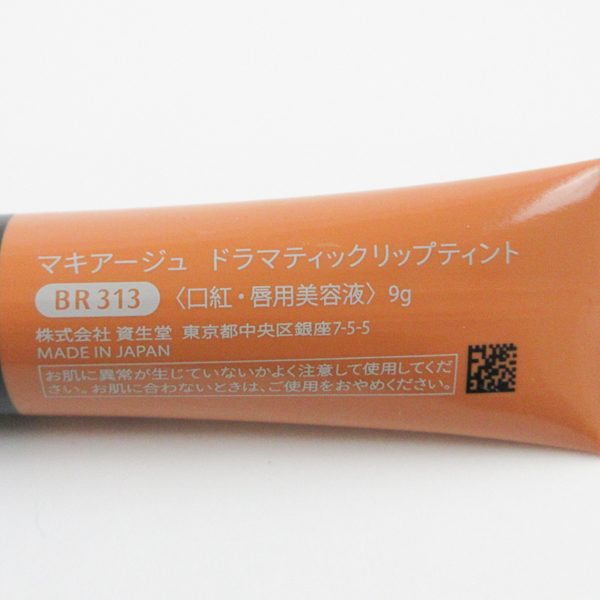 マキアージュ ドラマティックリップティント
BR 313 〈口紅・唇用美容液〉9g
株式会社 資生堂 東京都中央区銀座7-5-5
MADE IN JAPAN
お肌に異常が生じていないかよく注意して使用してくだ
さい。お肌に合わないときは、ご使用をおやめください。